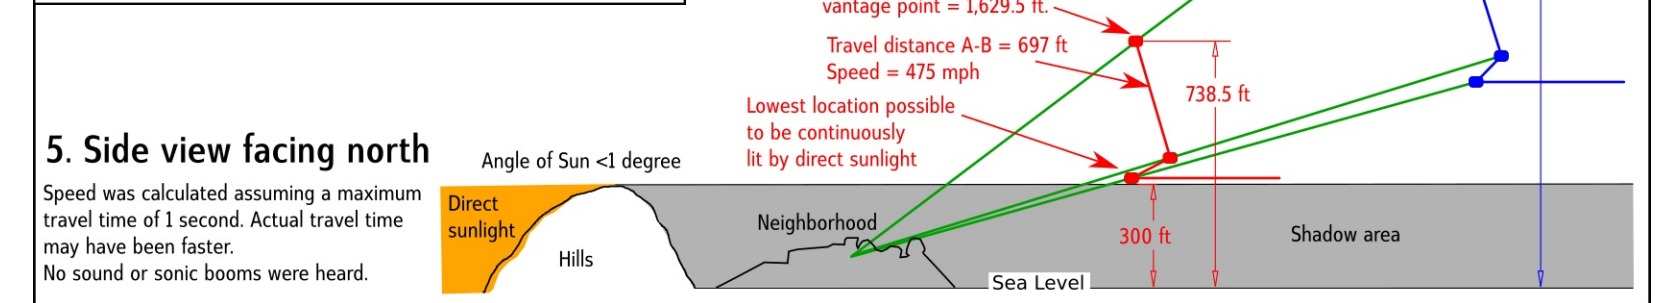 vantage point = 1,629.5 ft.
Travel distance A-B = 697 ft
Speed = 475 mph
738.5 ft
Lowest location possible
to be continuously
lit by direct sunlight
5. Side view facing north
Angle of Sun <1 degree
Speed was calculated assuming a maximum
travel time of 1 second. Actual travel time
may have been faster.
No sound or sonic booms were heard.
Direct
sunlight
Hills
Neighborhood
300 ft
Shadow area
Sea Level